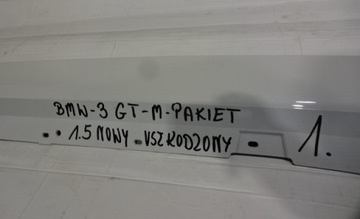 BMW-3 GT-M-PAKIET
1.5 NOWY - USZKODZONY
1.